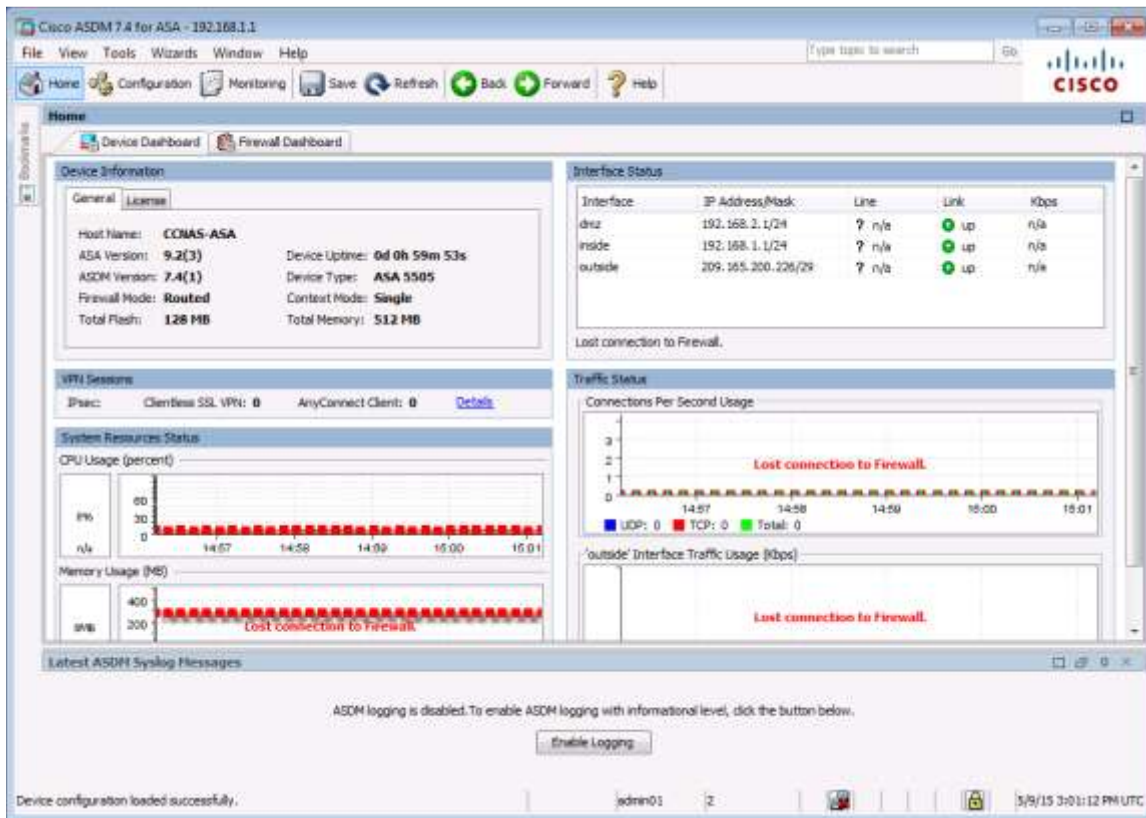 Cisco ASDM 7.4 for ASA - 192.168.1.1
File View Tools Wizards Window Help
Type topic to search Go
CISCO
Home Configuration Monitoring Save Refresh Back Forward Help
Bookmarks
Home
Device Dashboard Firewall Dashboard
Device Information
General License
Host Name: CCNAS-ASA
ASA Version: 9.2(3) Device Uptime: 0d 0h 59m 53s
ASDM Version: 7.4(1) Device Type: ASA 5505
Firewall Mode: Routed Context Mode: Single
Total Flash: 128 MB Total Memory: 512 MB
Interface Status
Interface IP Address/Mask Line Link Kbps
dmz 192.168.2.1/24 ? n/a up n/a
inside 192.168.1.1/24 ? n/a up n/a
outside 209.165.200.226/29 ? n/a up n/a
Lost connection to Firewall.
VPN Sessions
IPsec: Clientless SSL VPN: 0 AnyConnect Client: 0 Details
System Resources Status
CPU Usage (percent)
60
30
0
n/a
14:57 14:58 14:59 15:00 15:01
Memory Usage (MB)
400
200
Lost connection to Firewall.
Traffic Status
Connections Per Second Usage
3
2
1
0
Lost connection to Firewall.
14:57 14:58 14:59 15:00 15:01
UDP: 0 TCP: 0 Total: 0
'outside' Interface Traffic Usage (Kbps)
Lost connection to Firewall.
Latest ASDM Syslog Messages
ASDM logging is disabled. To enable ASDM logging with informational level, click the button below.
Enable Logging
Device configuration loaded successfully. admin01 2 5/9/15 3:01:12 PM UTC